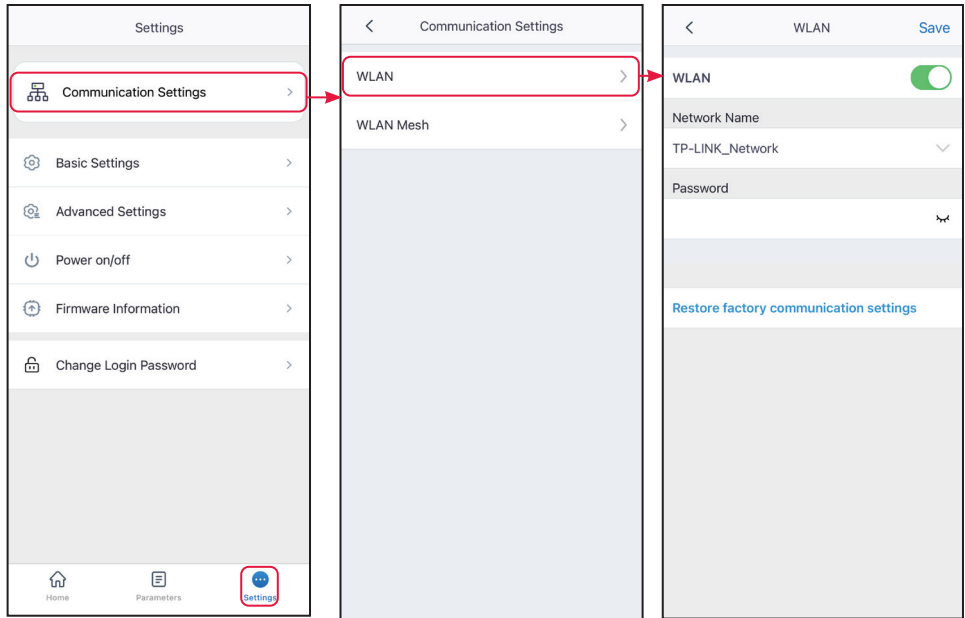 Settings
Communication Settings
Basic Settings
Advanced Settings
Power on/off
Firmware Information
Change Login Password
Home
Parameters
Settings
Communication Settings
WLAN
WLAN Mesh
WLAN
Save
WLAN
Network Name
TP-LINK_Network
Password
Restore factory communication settings